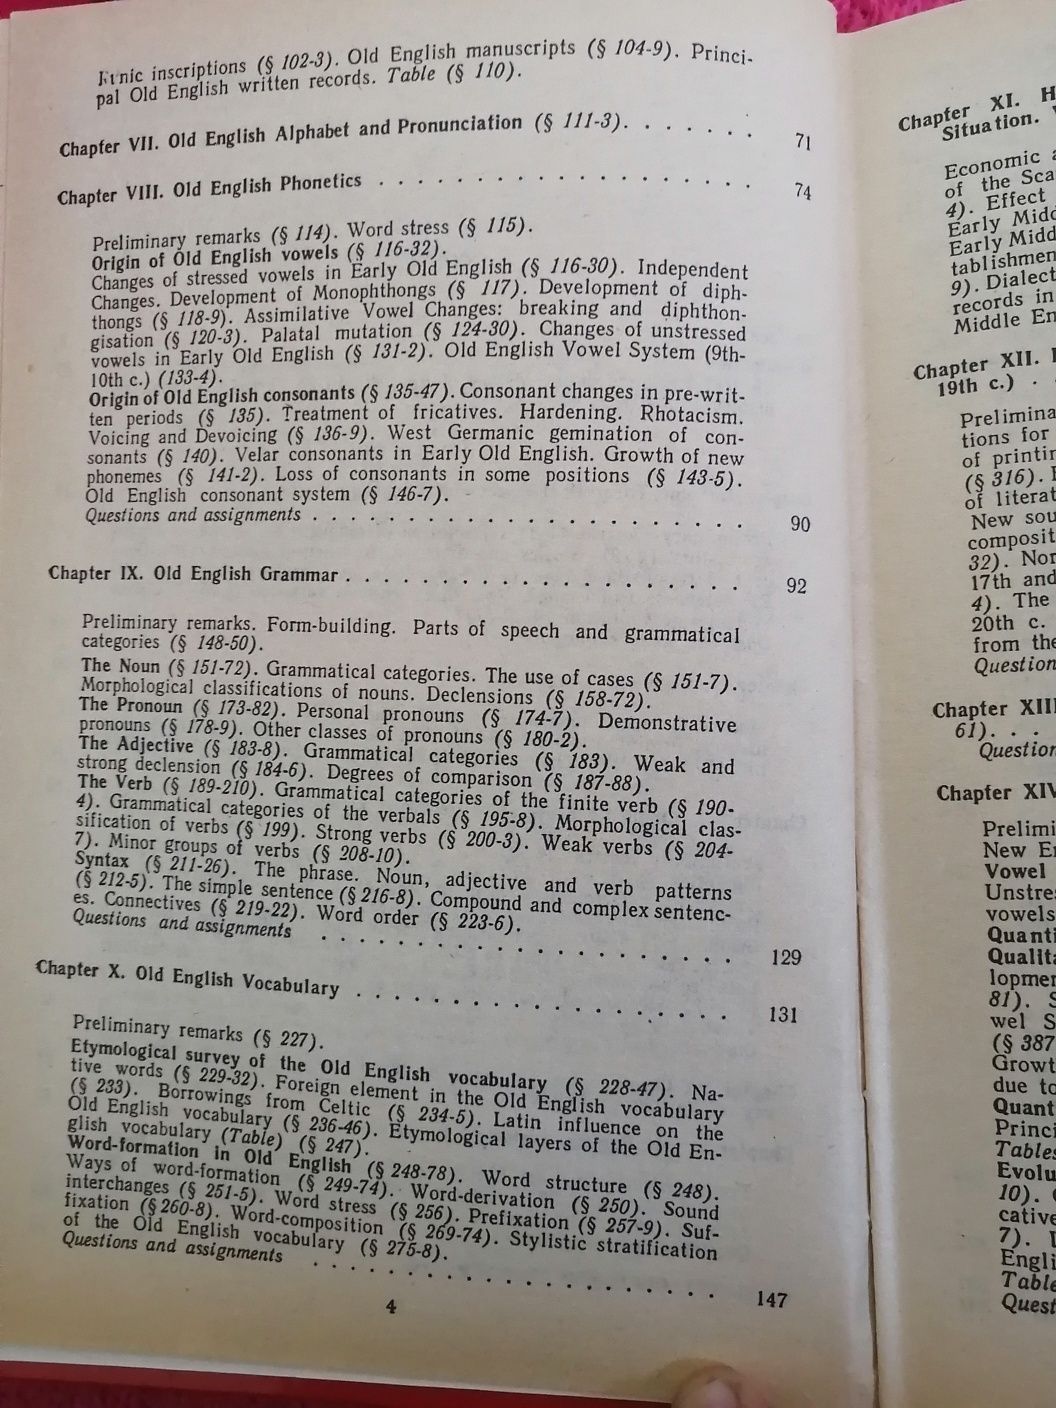 inscriptions (§ 102-3). Old English manuscripts (§ 104-9). Princi-
pal Old English written records. Table (§ 110).
Chapter VII. Old English Alphabet and Pronunciation (§ 111-3). . . . . . . . 71
Chapter VIII. Old English Phonetics . . . . . . . . . . . . . . . . . . 74
Preliminary remarks (§ 114). Word stress (§ 115).
Origin of Old English vowels (§ 116-32).
Changes of stressed vowels in Early Old English (§ 116-30). Independent
Changes. Development of Monophthongs (§ 117). Development of diph-
thongs (§ 118-9). Assimilative Vowel Changes: breaking and diphthon-
gisation (§ 120-3). Palatal mutation (§ 124-30). Changes of unstressed
vowels in Early Old English (§ 131-2). Old English Vowel System (9th-
10th c.) (133-4).
Origin of Old English consonants (§ 135-47). Consonant changes in pre-writ-
ten periods (§ 135). Treatment of fricatives. Hardening. Rhotacism.
Voicing and Devoicing (§ 136-9). West Germanic gemination of con-
sonants (§ 140). Velar consonants in Early Old English. Growth of new
phonemes (§ 141-2). Loss of consonants in some positions (§ 143-5).
Old English consonant system (§ 146-7).
Questions and assignments . . . . . . . . . . . . . . . . . . . 90
Chapter IX. Old English Grammar . . . . . . . . . . . . . . . . . . 92
Preliminary remarks. Form-building. Parts of speech and grammatical
categories (§ 148-50).
The Noun (§ 151-72). Grammatical categories. The use of cases (§ 151-7).
Morphological classifications of nouns. Declensions (§ 158-72).
The Pronoun (§ 173-82). Personal pronouns (§ 174-7). Demonstrative
pronouns (§ 178-9). Other classes of pronouns (§ 180-2).
The Adjective (§ 183-8). Grammatical categories (§ 183). Weak and
strong declension (§ 184-6). Degrees of comparison (§ 187-88).
The Verb (§ 189-210). Grammatical categories of the finite verb (§ 190-
4). Grammatical categories of the verbals (§ 195-8). Morphological clas-
sification of verbs (§ 199). Strong verbs (§ 200-3). Weak verbs (§ 204-
7). Minor groups of verbs (§ 208-10).
Syntax (§ 211-26). The phrase. Noun, adjective and verb patterns
(§ 212-5). The simple sentence (§ 216-8). Compound and complex sentenc-
es. Connectives (§ 219-22). Word order (§ 223-6).
Questions and assignments . . . . . . . . . . . . . . . . . . 129
Chapter X. Old English Vocabulary . . . . . . . . . . . . . . . . 131
Preliminary remarks (§ 227).
Etymological survey of the Old English vocabulary (§ 228-47). Na-
tive words (§ 229-32). Foreign element in the Old English vocabulary
(§ 233). Borrowings from Celtic (§ 234-5). Latin influence on the
Old English vocabulary (§ 236-46). Etymological layers of the Old En-
glish vocabulary (Table) (§ 247).
Word-formation in Old English (§ 248-78). Word structure (§ 248).
Ways of word-formation (§ 249-74). Word-derivation (§ 250). Sound
interchanges (§ 251-5). Word stress (§ 256). Prefixation (§ 257-9). Suf-
fixation (§ 260-8). Word-composition (§ 269-74). Stylistic stratification
of the Old English vocabulary (§ 275-8).
Questions and assignments . . . . . . . . . . . . . . . . . 147
4
Chapter XI.
Situation.
Economic
of the
4). Effect
Early
Early
9). Dialect
records in
Middle
Chapter XII.
19th c.) . .
tions for
of
(§ 316).
of
New
32).
17th and
4). The
20th c.
from the
Chapter XIII
61). . .
Chapter XIV
New
Vowel
vowels
81).
(§ 387
due to
10).
7).